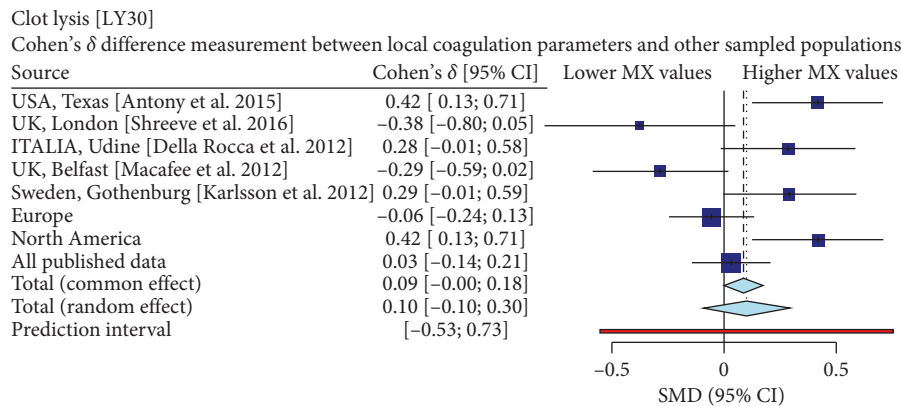 Clot lysis [LY30]
Cohen's δ difference measurement between local coagulation parameters and other sampled populations
Source Cohen's δ [95% CI] Lower MX values Higher MX values
USA, Texas [Antony et al. 2015] 0.42 [ 0.13; 0.71]
UK, London [Shreeve et al. 2016] −0.38 [−0.80; 0.05]
ITALIA, Udine [Della Rocca et al. 2012] 0.28 [−0.01; 0.58]
UK, Belfast [Macafee et al. 2012] −0.29 [−0.59; 0.02]
Sweden, Gothenburg [Karlsson et al. 2012] 0.29 [−0.01; 0.59]
Europe −0.06 [−0.24; 0.13]
North America 0.42 [ 0.13; 0.71]
All published data 0.03 [−0.14; 0.21]
Total (common effect) 0.09 [−0.00; 0.18]
Total (random effect) 0.10 [−0.10; 0.30]
Prediction interval [−0.53; 0.73]
−0.5 0 0.5
SMD (95% CI)